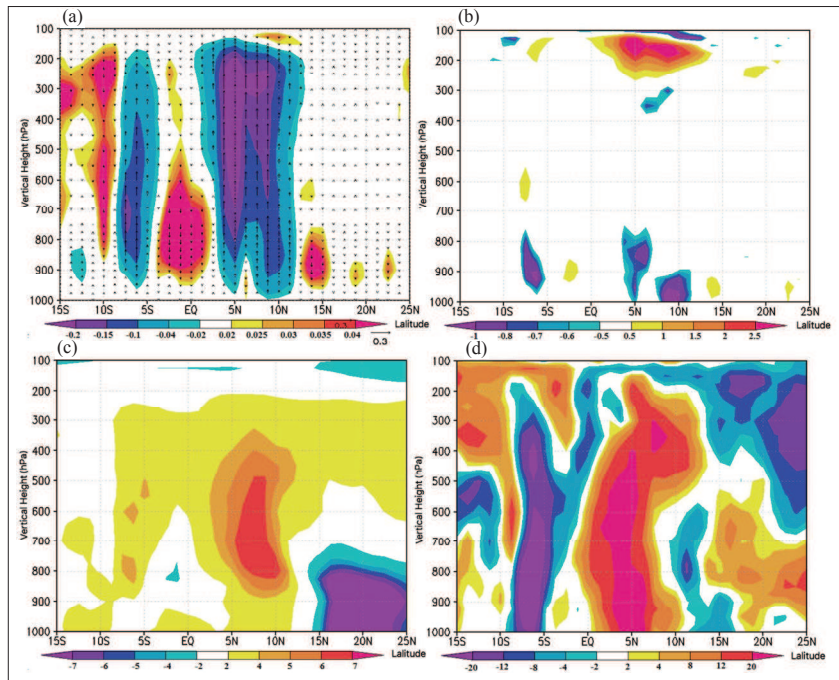 (a)
(b)
100
200
300
400
500
600
700
800
900
1000
Vertical Height (hPa)
15S 10S 5S EQ 5N 10N 15N 20N 25N
-0.2 -0.15 -0.1 -0.04 -0.02 0.02 0.025 0.03 0.035 0.04 Latitude
0.3
0.3
100
200
300
400
500
600
700
800
900
1000
Vertical Height (hPa)
15S 10S 5S EQ 5N 10N 15N 20N 25N
-1 -0.8 -0.7 -0.6 -0.5 0.5 1 1.5 2 2.5 Latitude
(c)
(d)
100
200
300
400
500
600
700
800
900
1000
Vertical Height (hPa)
15S 10S 5S EQ 5N 10N 15N 20N 25N
-7 -6 -5 -4 -2 2 4 5 6 7 Latitude
100
200
300
400
500
600
700
800
900
1000
Vertical Height (hPa)
15S 10S 5S EQ 5N 10N 15N 20N 25N
-20 -12 -8 -4 -2 2 4 8 12 20 Latitude